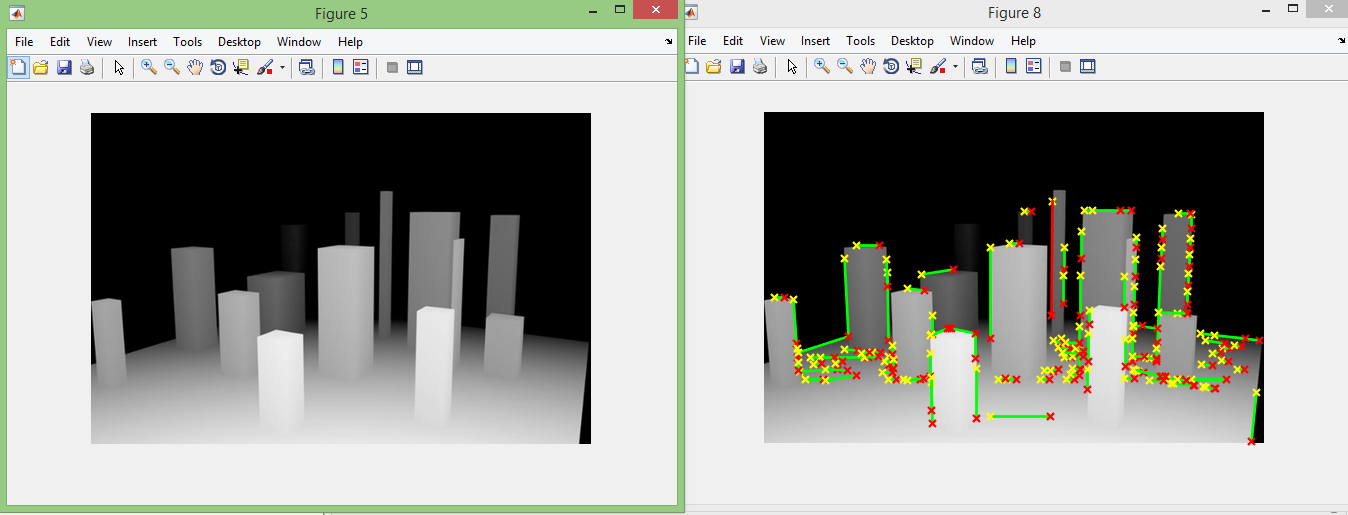 Figure 5
File Edit View Insert Tools Desktop Window Help
Figure 8
File Edit View Insert Tools Desktop Window Help